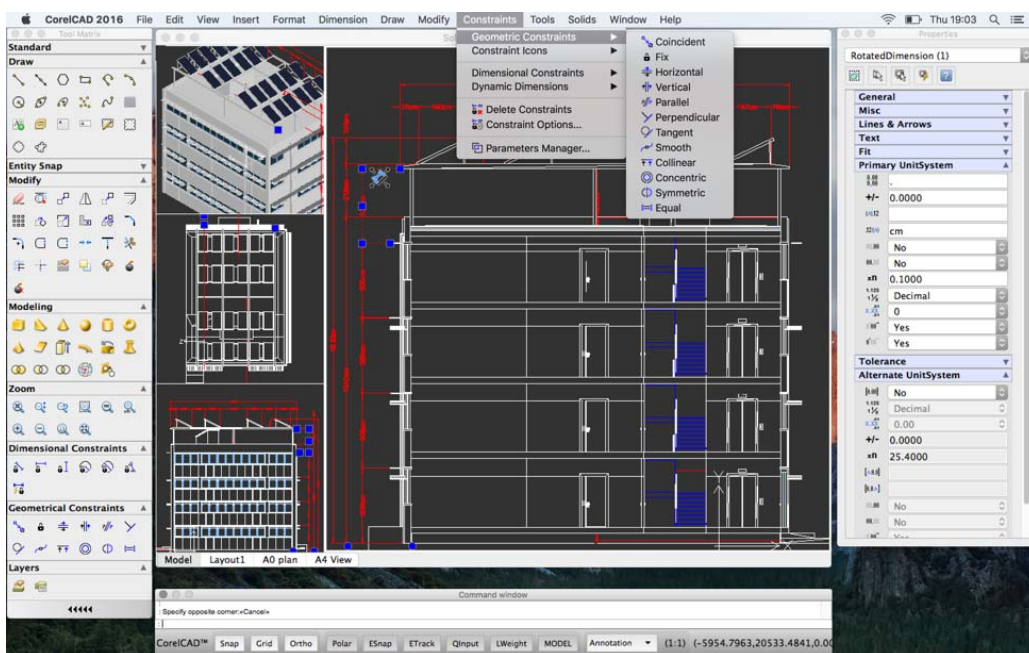 CorelCAD 2016 File Edit View Insert Format Dimension Draw Modify Constraints Tools Solids Window Help Thu 19:03
Tool Matrix
Standard
Draw
Entity Snap
Modify
Modeling
Zoom
Dimensional Constraints
Geometrical Constraints
Layers
Geometric Constraints
Constraint Icons
Dimensional Constraints
Dynamic Dimensions
Delete Constraints
Constraint Options...
Parameters Manager...
Coincident
Fix
Horizontal
Vertical
Parallel
Perpendicular
Tangent
Smooth
Collinear
Concentric
Symmetric
Equal
Model Layout1 A0 plan A4 View
Command window
: Specify opposite corner:«Cancel»
:
CorelCAD™ Snap Grid Ortho Polar ESnap ETrack QInput LWeight MODEL Annotation (1:1) (-5954.7963,20533.4841,0.00
Properties
RotatedDimension (1)
General
Misc
Lines & Arrows
Text
Fit
Primary UnitSystem
.
+/- 0.0000
cm
No
No
xn 0.1000
Decimal
0
Yes
Yes
Tolerance
Alternate UnitSystem
No
Decimal
0.00
+/- 0.0000
xn 25.4000
No
No